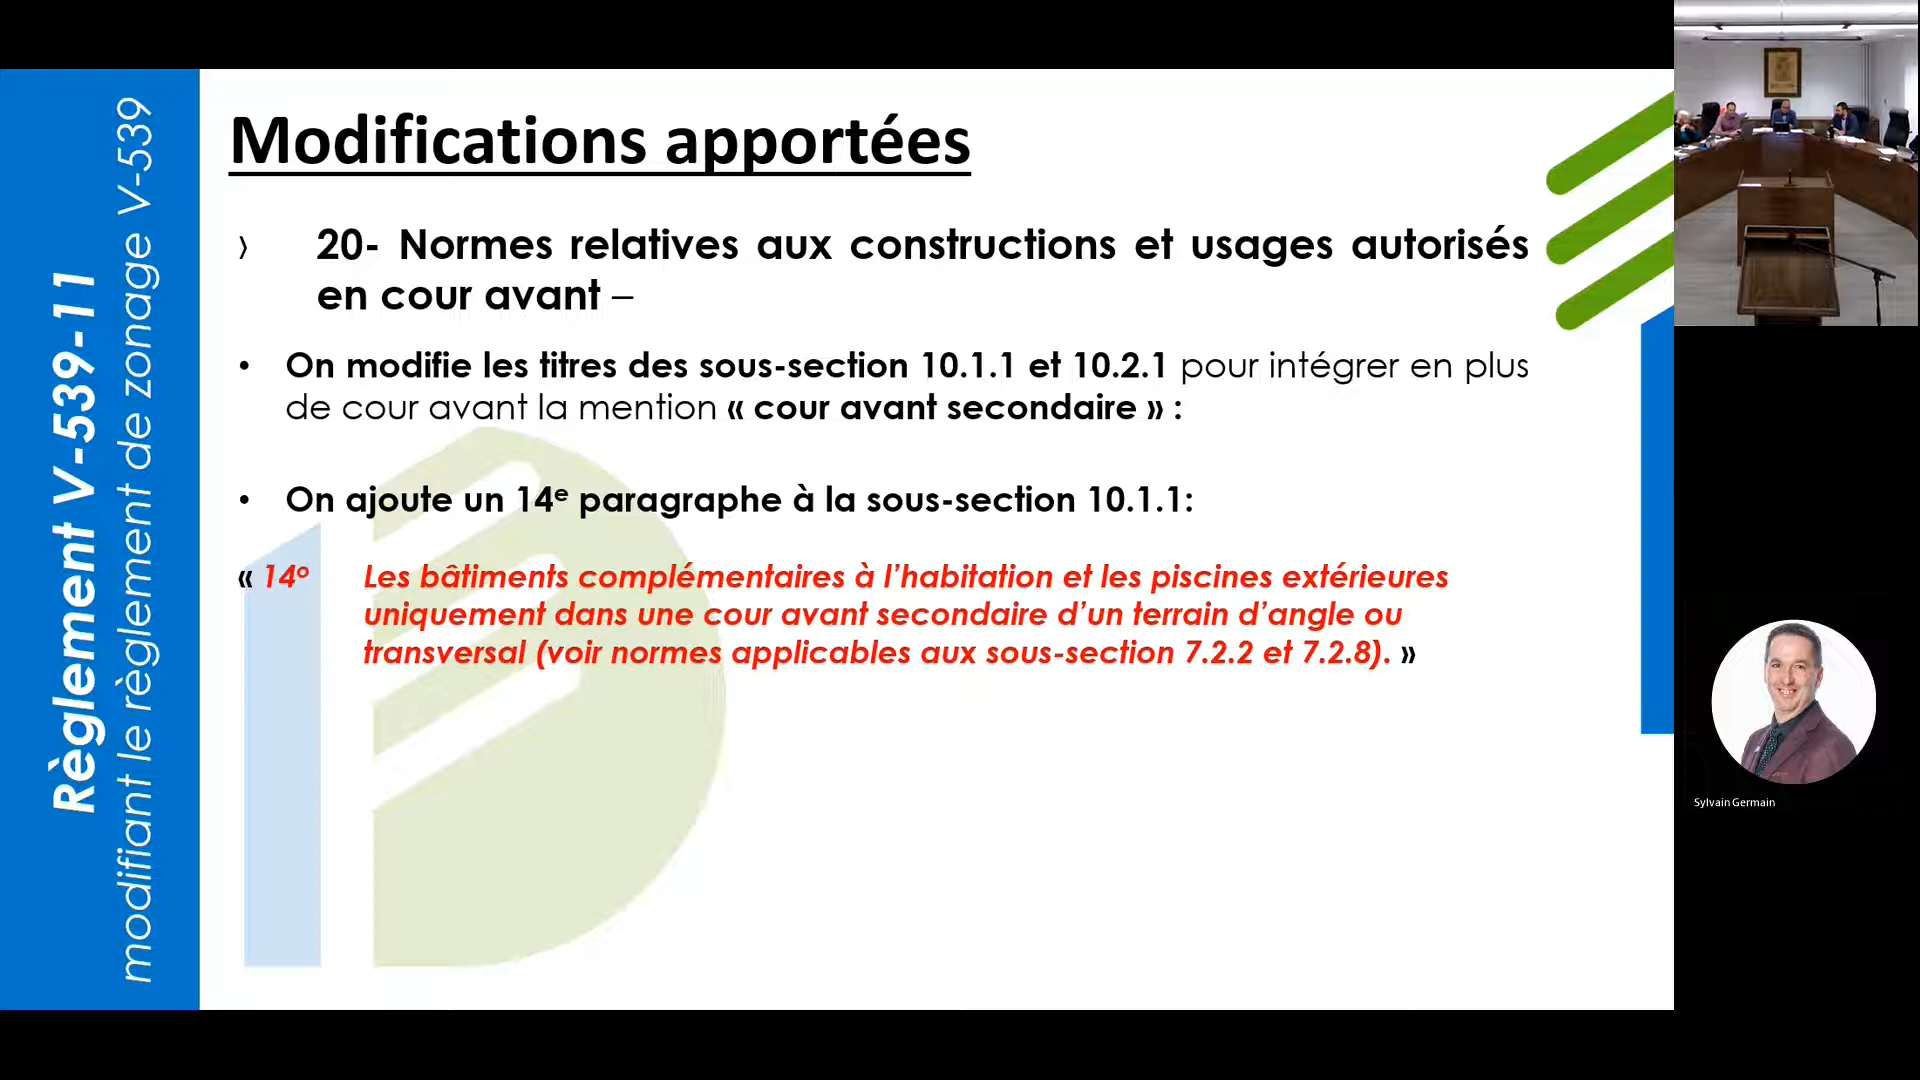 Règlement V-539-11
modifiant le règlement de zonage V-539
Modifications apportées
› 20- Normes relatives aux constructions et usages autorisés
en cour avant –
• On modifie les titres des sous-section 10.1.1 et 10.2.1 pour intégrer en plus
de cour avant la mention « cour avant secondaire » :
• On ajoute un 14e paragraphe à la sous-section 10.1.1:
« 14o Les bâtiments complémentaires à l’habitation et les piscines extérieures
uniquement dans une cour avant secondaire d’un terrain d’angle ou
transversal (voir normes applicables aux sous-section 7.2.2 et 7.2.8). »
Sylvain Germain